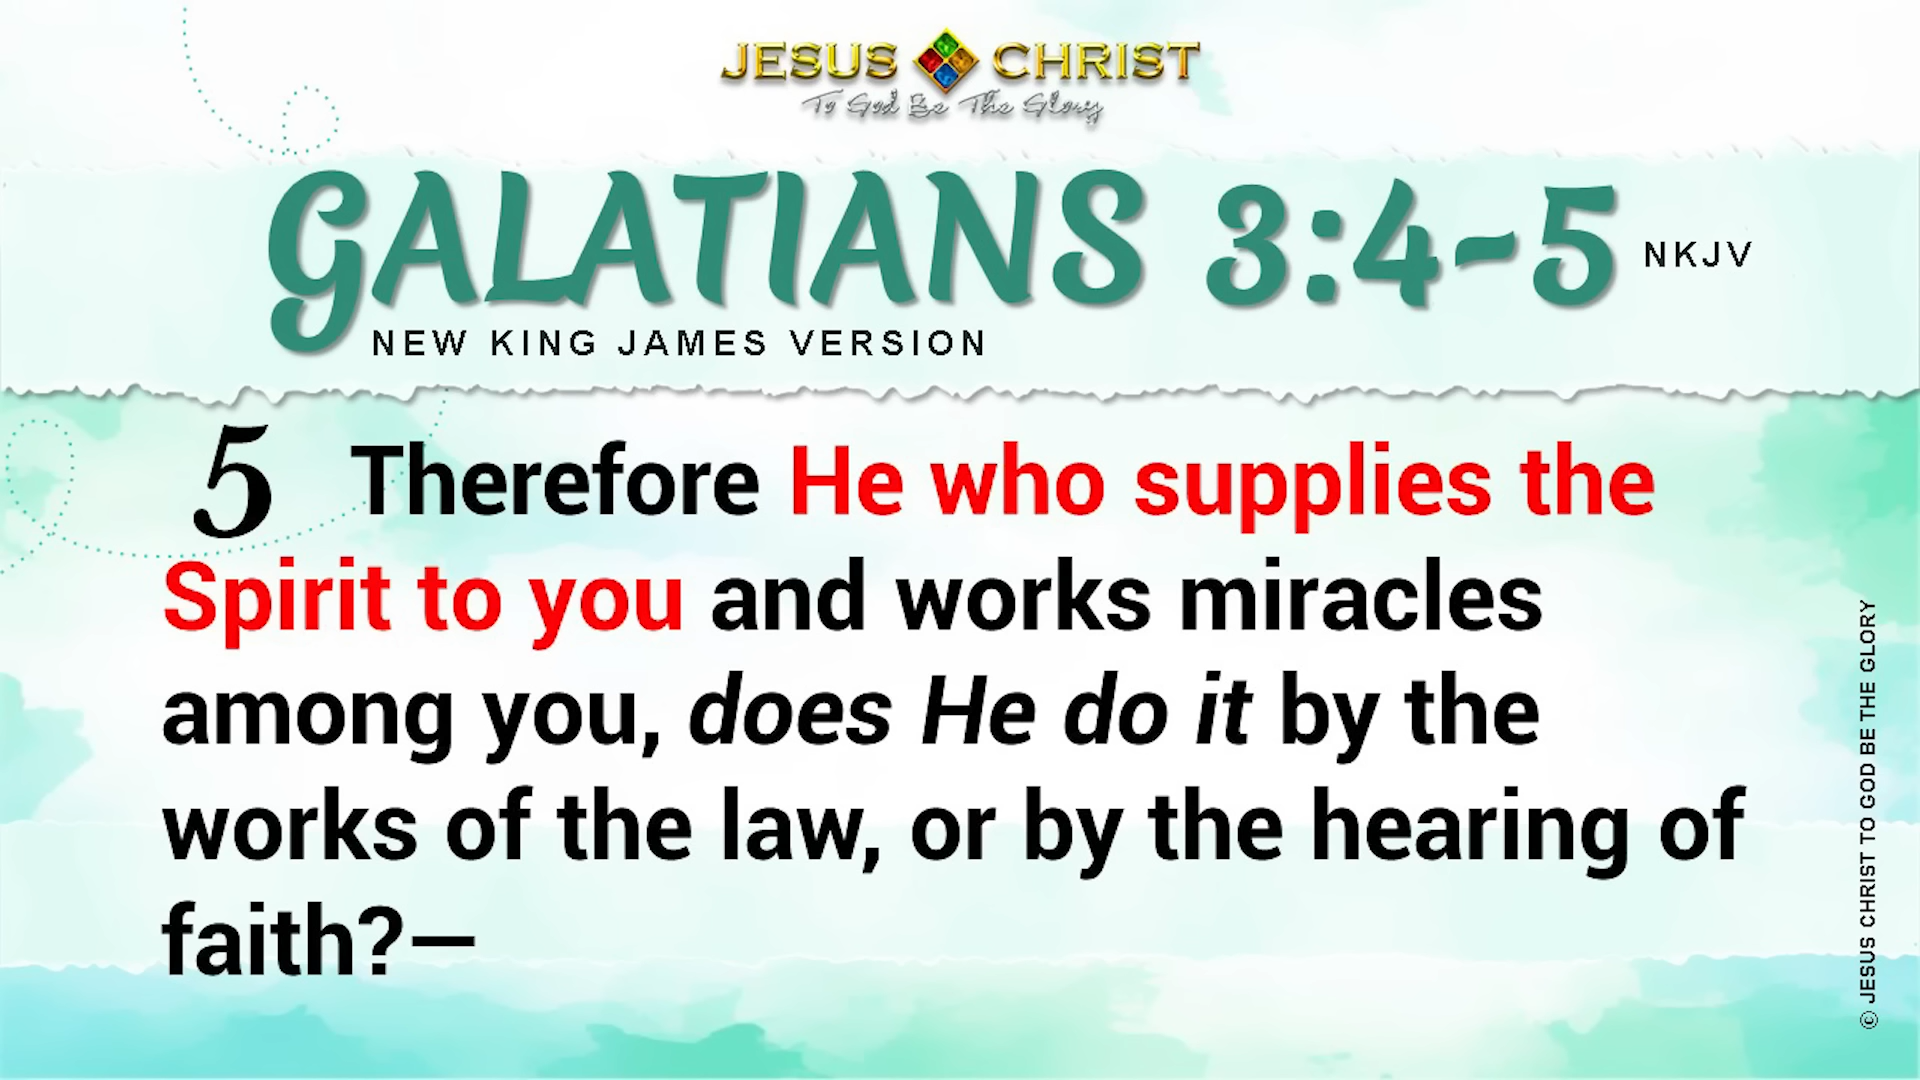 JESUS CHRIST
To God Be The Glory
GALATIANS 3:4-5 NKJV
NEW KING JAMES VERSION
5 Therefore He who supplies the
Spirit to you and works miracles
among you, does He do it by the
works of the law, or by the hearing of
faith?—
© JESUS CHRIST TO GOD BE THE GLORY